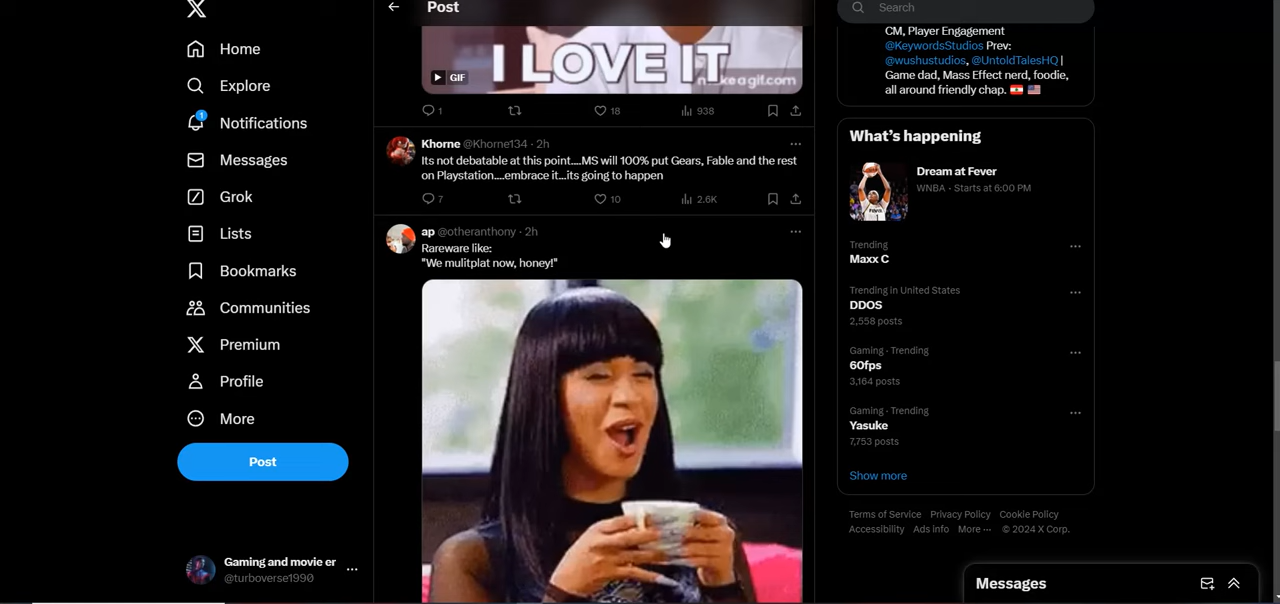 Home
Explore
1
Notifications
Messages
Grok
Lists
Bookmarks
Communities
Premium
Profile
More
Post
Gaming and movie er
@turboverse1990
Post
I LOVE IT
GIF
1
18
938
Khorne @Khorne134 · 2h
Its not debatable at this point....MS will 100% put Gears, Fable and the rest
on Playstation....embrace it...its going to happen
7
10
2.6K
ap @otheranthony · 2h
Rareware like:
"We mulitplat now, honey!"
Search
CM, Player Engagement
@KeywordsStudios Prev:
@wushustudios, @UntoldTalesHQ |
Game dad, Mass Effect nerd, foodie,
all around friendly chap.
What's happening
Dream at Fever
WNBA · Starts at 6:00 PM
Trending
Maxx C
Trending in United States
DDOS
2,558 posts
Gaming · Trending
60fps
3,164 posts
Gaming · Trending
Yasuke
7,753 posts
Show more
Terms of Service Privacy Policy Cookie Policy
Accessibility Ads info More ··· © 2024 X Corp.
Messages